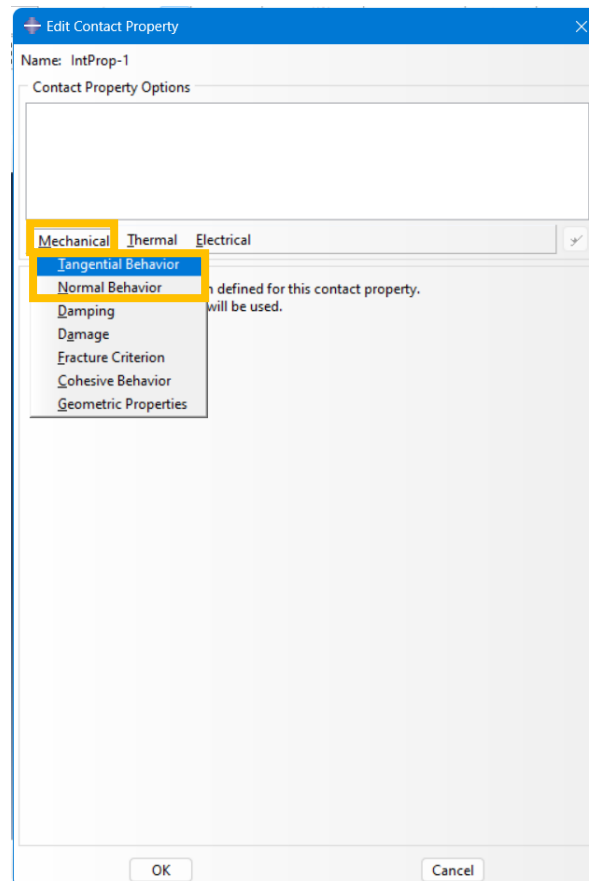 Edit Contact Property
Name: IntProp-1
Contact Property Options
Mechanical Thermal Electrical
Tangential Behavior
Normal Behavior
defined for this contact property.
will be used.
Damping
Damage
Fracture Criterion
Cohesive Behavior
Geometric Properties
OK Cancel